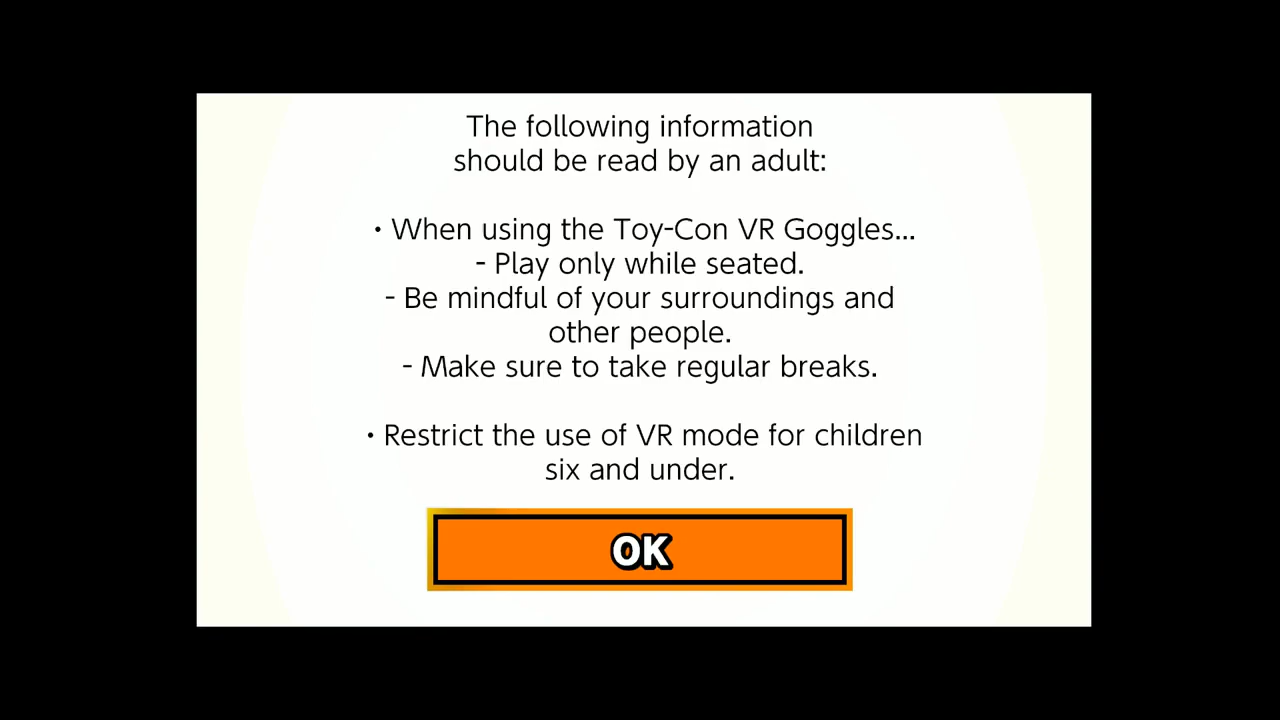 The following information
should be read by an adult:
• When using the Toy-Con VR Goggles...
- Play only while seated.
- Be mindful of your surroundings and
other people.
- Make sure to take regular breaks.
• Restrict the use of VR mode for children
six and under.
OK